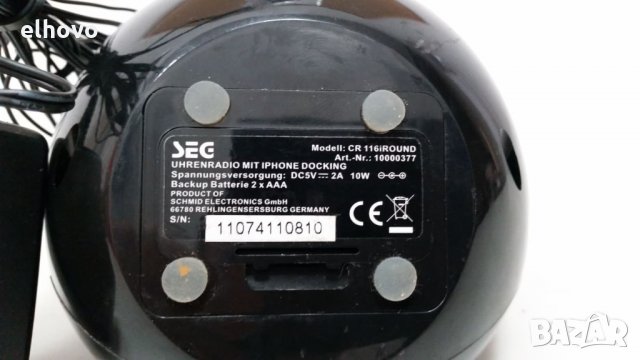 elhovo
SEG
Modell: CR 116iROUND
UHRENRADIO MIT IPHONE DOCKING
Art.-Nr.: 10000377
Spannungsversorgung: DC5V 2A 10W
Backup Batterie 2 x AAA
PRODUCT OF
SCHMID ELECTRONICS GmbH
66780 REHLINGENSERSBURG GERMANY
S/N:
11074110810
CE
BAZAR